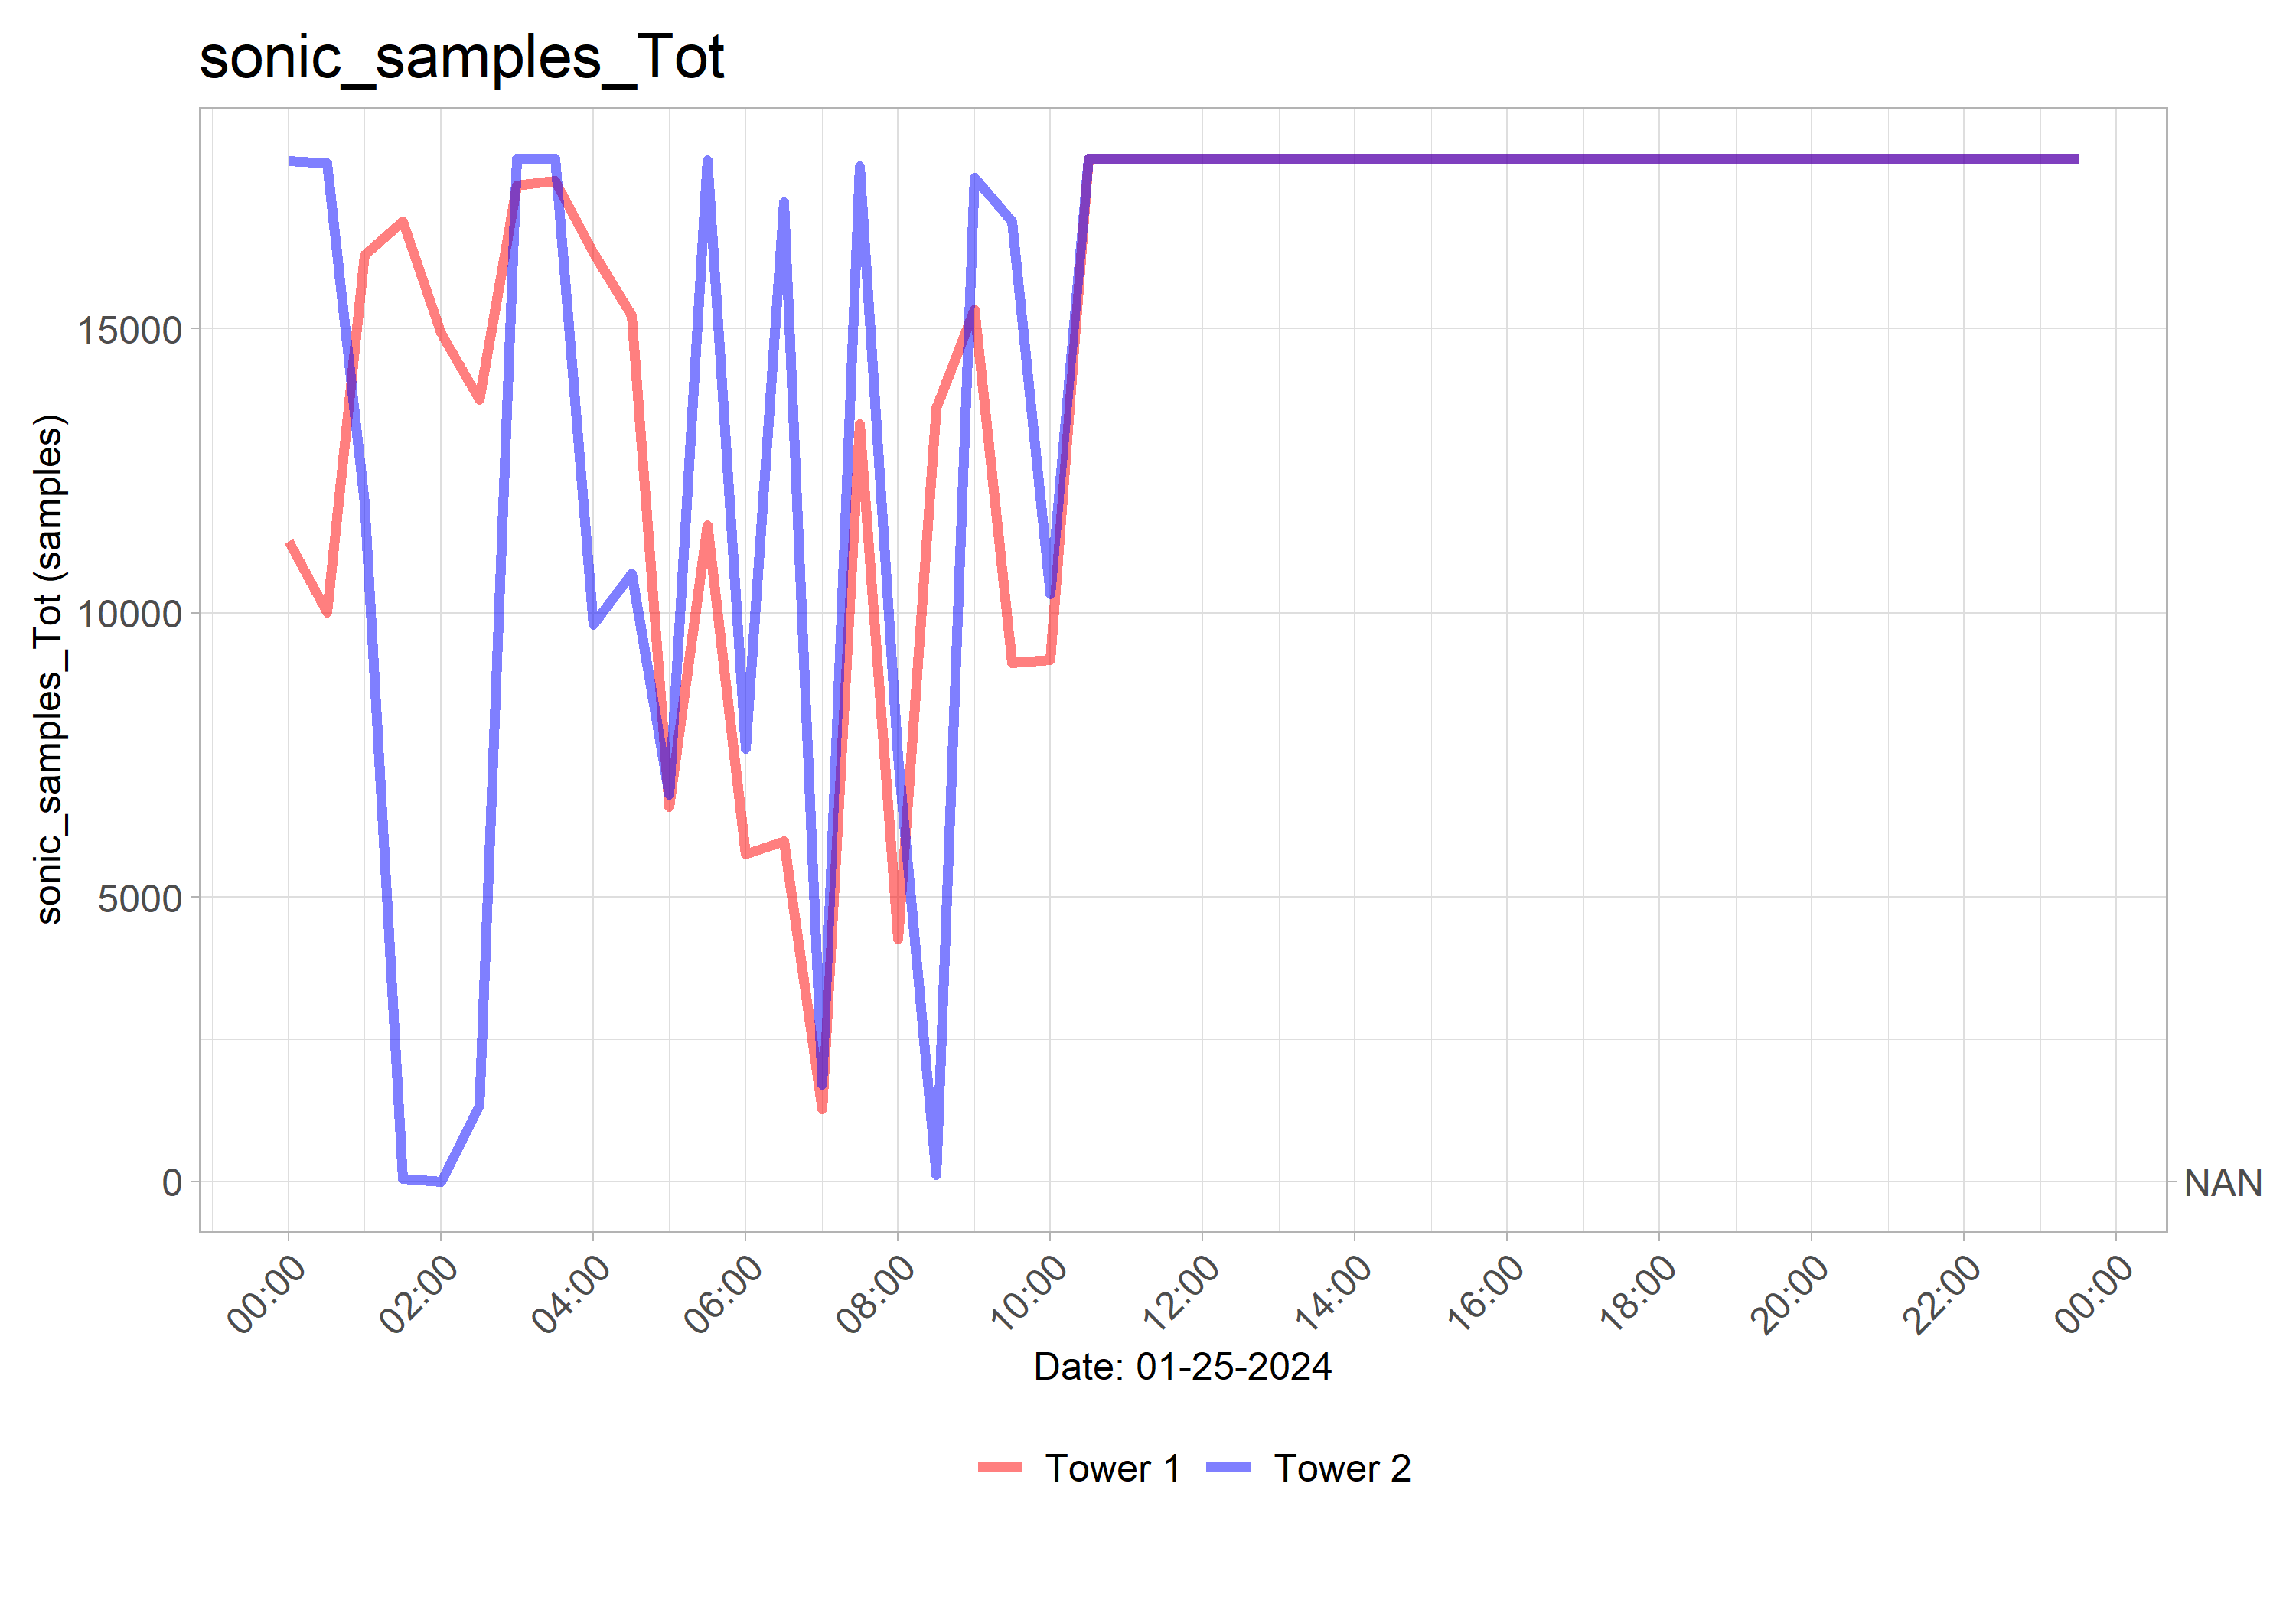 sonic_samples_Tot
sonic_samples_Tot (samples)
15000
10000
5000
0
NAN
00:00 02:00 04:00 06:00 08:00 10:00 12:00 14:00 16:00 18:00 20:00 22:00 00:00
Date: 01-25-2024
Tower 1 Tower 2